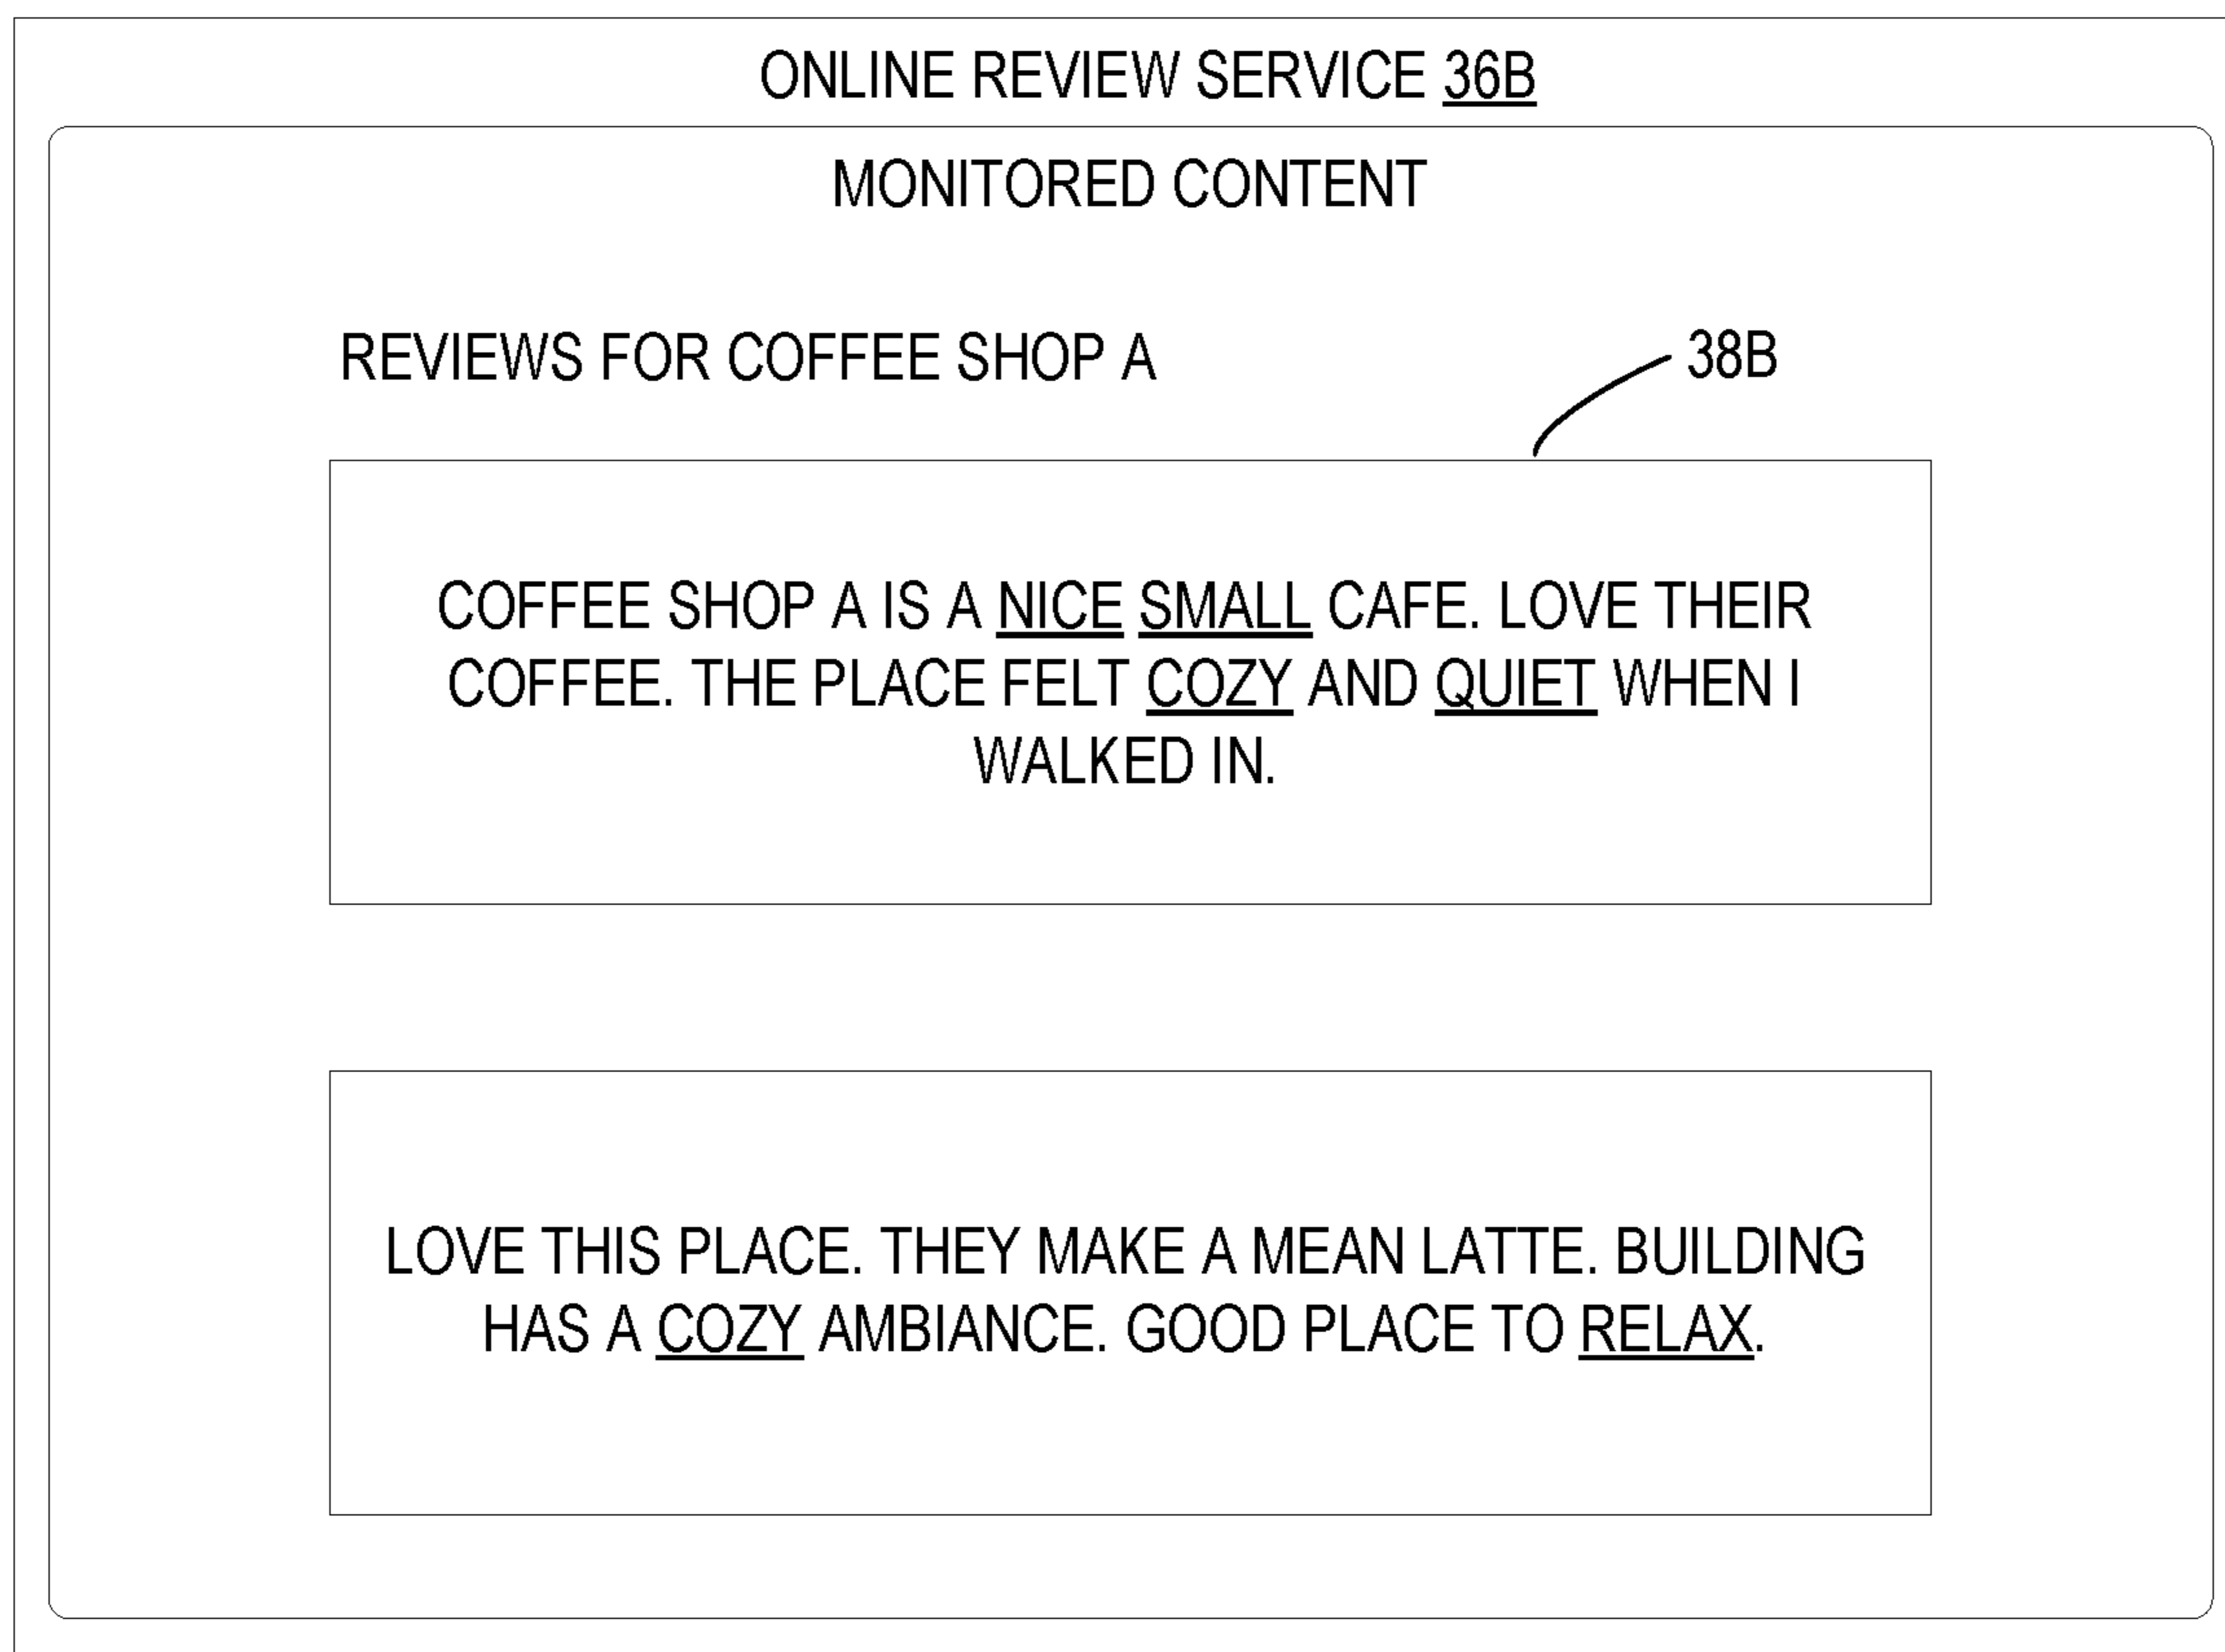 ONLINE REVIEW SERVICE 36B
MONITORED CONTENT
REVIEWS FOR COFFEE SHOP A
38B
COFFEE SHOP A IS A NICE SMALL CAFE. LOVE THEIR
COFFEE. THE PLACE FELT COZY AND QUIET WHEN I
WALKED IN.
LOVE THIS PLACE. THEY MAKE A MEAN LATTE. BUILDING
HAS A COZY AMBIANCE. GOOD PLACE TO RELAX.